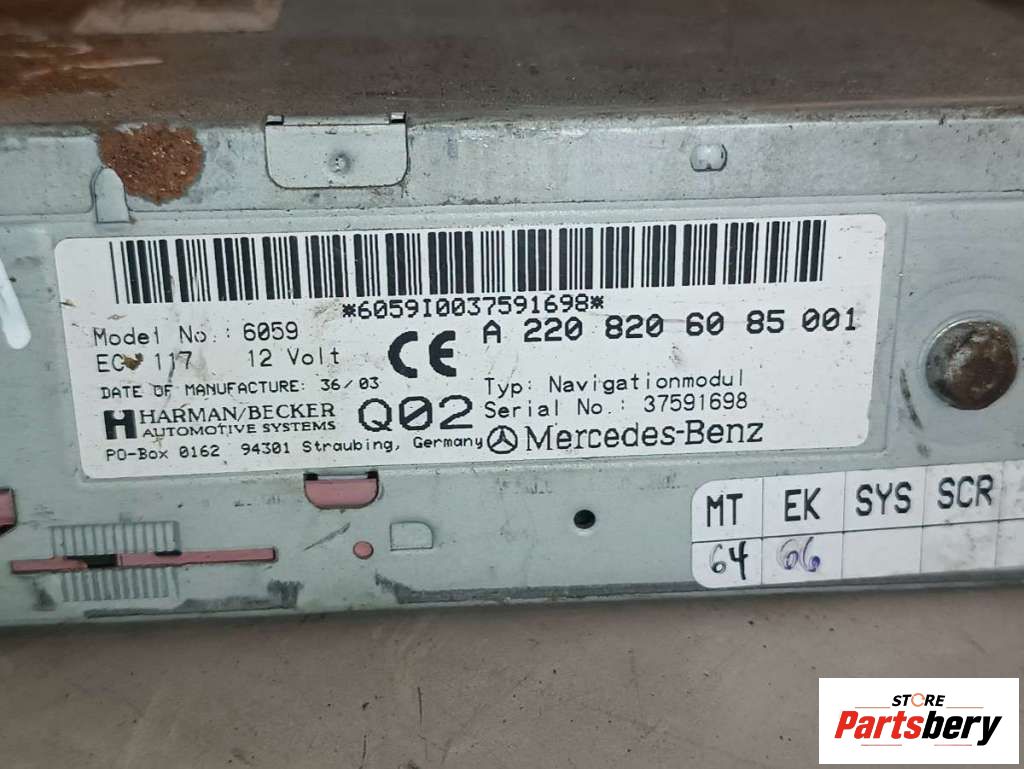 *6059I0037591698*
Model No.: 6059
A 220 820 60 85 001
117 12 Volt
CE
DATE OF MANUFACTURE: 36/03
Typ: Navigationmodul
HARMAN/BECKER
AUTOMOTIVE SYSTEMS
Q02
Serial No.: 37591698
PO-Box 0162 94301 Straubing, Germany
Mercedes-Benz
MT EK SYS SCR
64 66
STORE
Partsbery